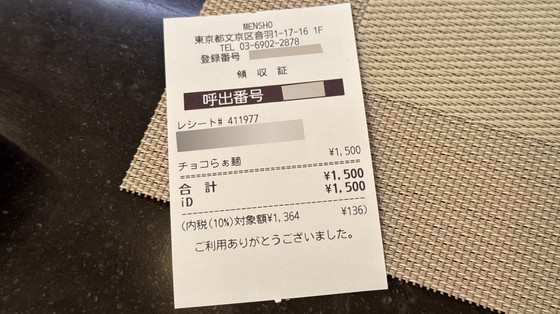 MENSHO
東京都文京区音羽1-17-16 1F
TEL 03-6902-2878
登録番号
領 収 証
呼出番号
レシート# 411977
チョコらぁ麺 ¥1,500
合 計 ¥1,500
iD ¥1,500
(内税(10%)対象額¥1,364 ¥136)
ご利用ありがとうございました。